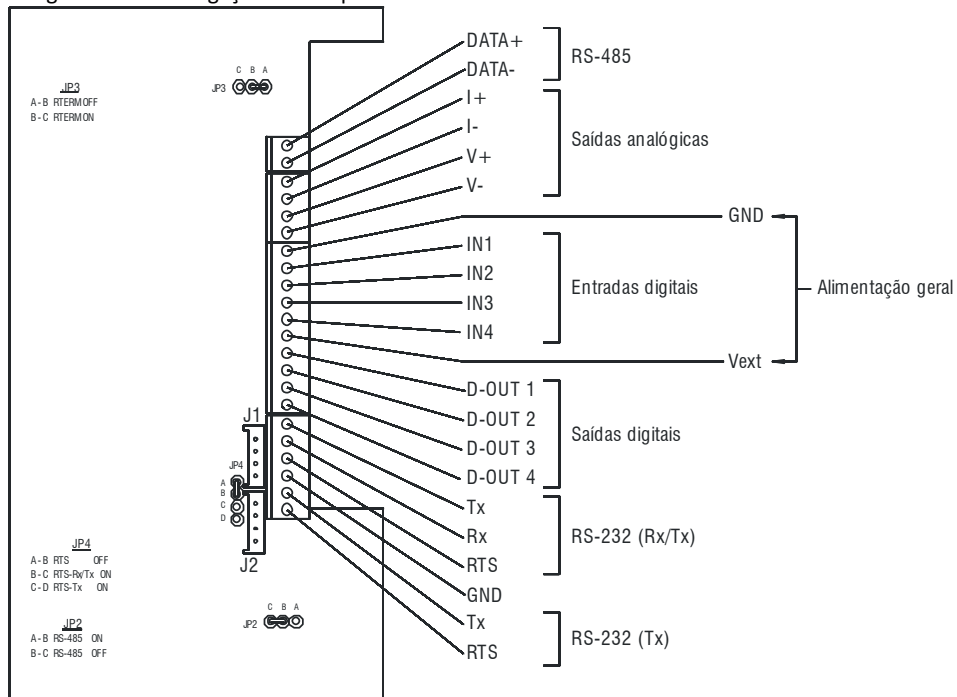 JP3
A-B RTERMOFF
B-C RTERMON
C B A
JP3
DATA+
DATA-
RS-485
I+
I-
V+
V-
Saídas analógicas
GND
IN1
IN2
IN3
IN4
Entradas digitais
Alimentação geral
Vext
D-OUT 1
D-OUT 2
D-OUT 3
D-OUT 4
Saídas digitais
J1
JP4
A
B
C
D
J2
Tx
Rx
RTS
RS-232 (Rx/Tx)
GND
Tx
RTS
RS-232 (Tx)
JP4
A-B RTS OFF
B-C RTS-Rx/Tx ON
C-D RTS-Tx ON
JP2
A-B RS-485 ON
B-C RS-485 OFF
C B A
JP2